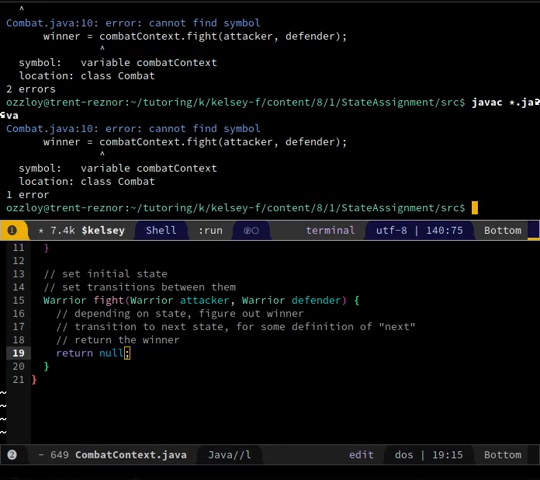 ^
Combat.java:10: error: cannot find symbol
winner = combatContext.fight(attacker, defender);
^
symbol:   variable combatContext
location: class Combat
2 errors
ozzloy@trent-reznor:~/tutoring/k/kelsey-f/content/8/1/StateAssignment/src$ javac *.ja
va
Combat.java:10: error: cannot find symbol
winner = combatContext.fight(attacker, defender);
^
symbol:   variable combatContext
location: class Combat
1 error
ozzloy@trent-reznor:~/tutoring/k/kelsey-f/content/8/1/StateAssignment/src$
1 * 7.4k $kelsey Shell :run terminal utf-8 | 140:75 Bottom
11 }
12
13 // set initial state
14 // set transitions between them
15 Warrior fight(Warrior attacker, Warrior defender) {
16 // depending on state, figure out winner
17 // transition to next state, for some definition of "next"
18 // return the winner
19 return null;
20 }
21 }
~
~
~
~
2 - 649 CombatContext.java Java//l edit dos | 19:15 Bottom